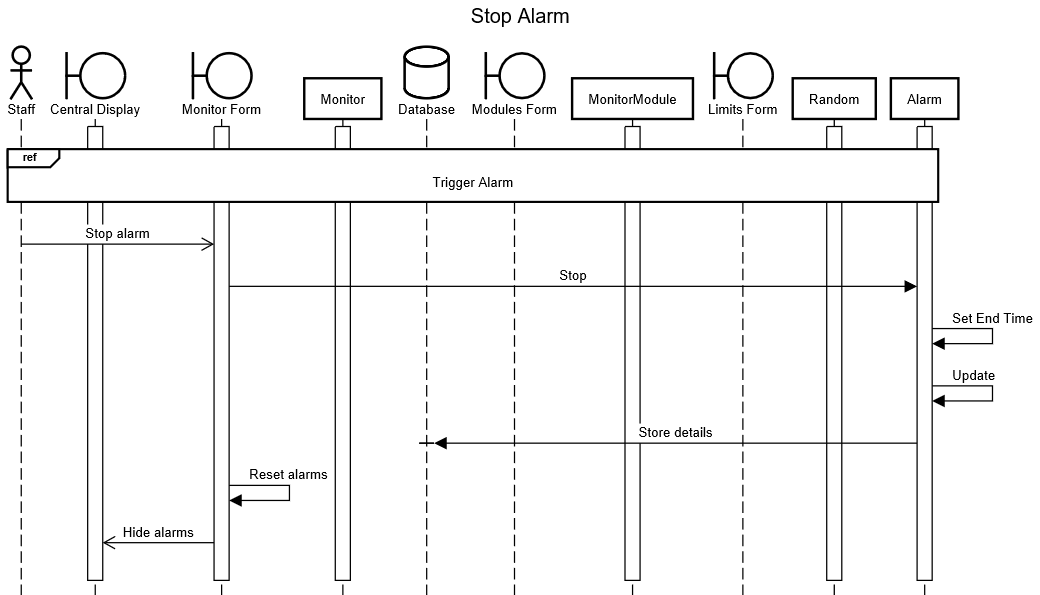 Stop Alarm
Staff
Central Display
Monitor Form
Monitor
Database
Modules Form
MonitorModule
Limits Form
Random
Alarm
ref
Trigger Alarm
Stop alarm
Stop
Set End Time
Update
Store details
Reset alarms
Hide alarms